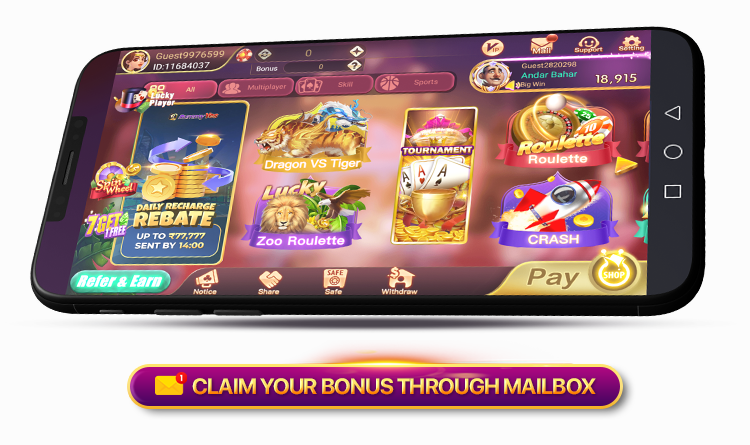 Guest9976599
ID:11684037
0
Bonus
0
VIP
Mail
Support
Setting
Guest2820298
Andar Bahar
Big Win
18,915
GO
Lucky
Player
All
Multiplayer
Skill
Sports
DAILY RECHARGE
REBATE
UP TO ₹77,777
SENT BY 14:00
Spin
Wheel
7 GET
1 FREE
Dragon VS Tiger
Lucky
Zoo Roulette
TOURNAMENT
A A A
Roulette
Roulette
CRASH
Refer & Earn
Notice
Share
SAFE
Safe
Withdraw
Pay
SHOP
1
CLAIM YOUR BONUS THROUGH MAILBOX